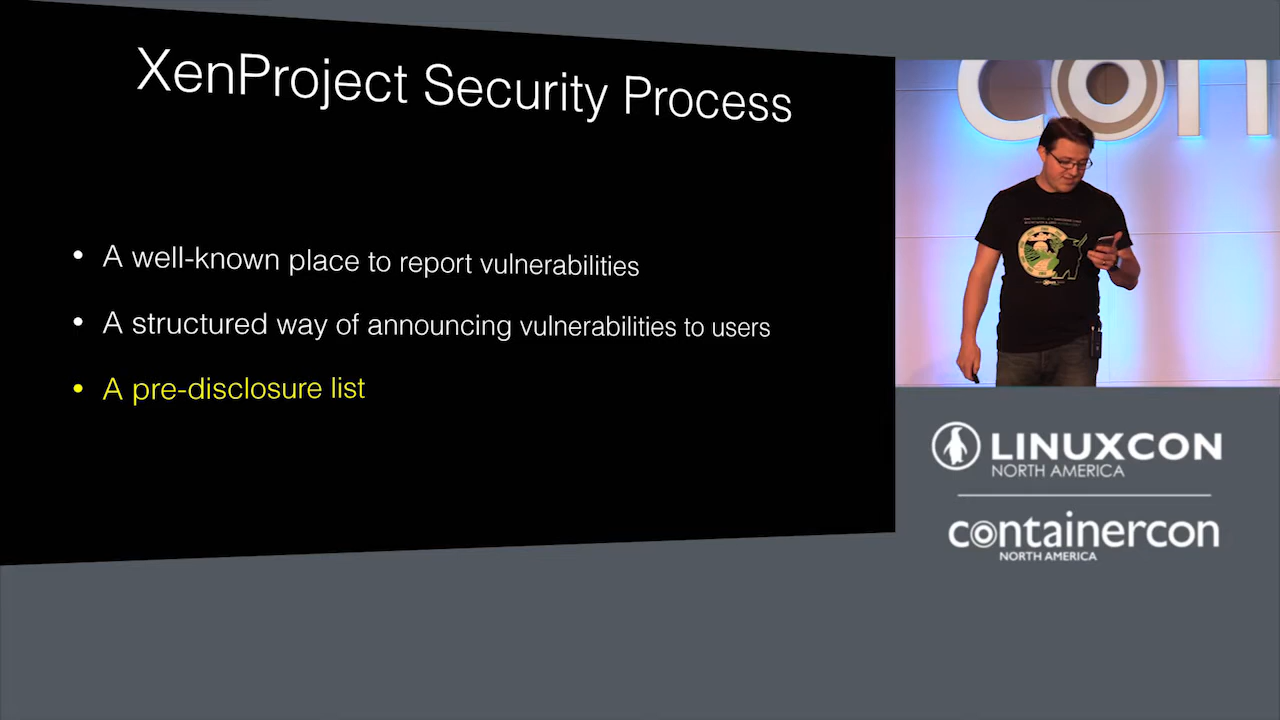 XenProject Security Process
• A well-known place to report vulnerabilities
• A structured way of announcing vulnerabilities to users
• A pre-disclosure list
con
LINUXCON
NORTH AMERICA
containercon
NORTH AMERICA